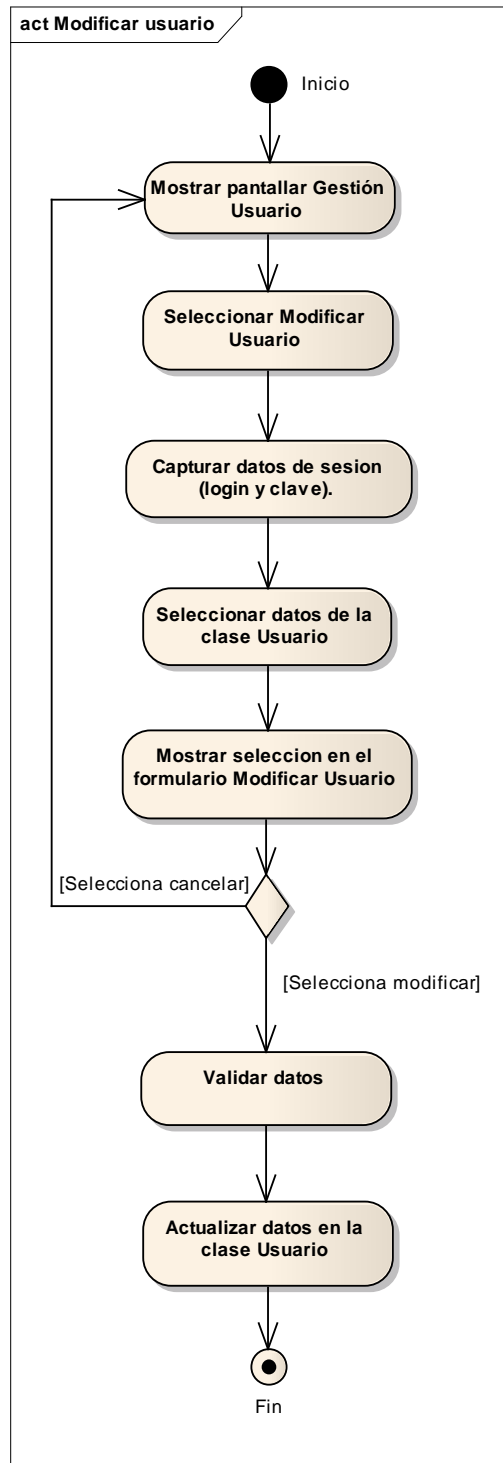 act Modificar usuario
Inicio
Mostrar pantallar Gestión
Usuario
Seleccionar Modificar
Usuario
Capturar datos de sesion
(login y clave).
Seleccionar datos de la
clase Usuario
Mostrar seleccion en el
formulario Modificar Usuario
[Selecciona cancelar]
[Selecciona modificar]
Validar datos
Actualizar datos en la
clase Usuario
Fin